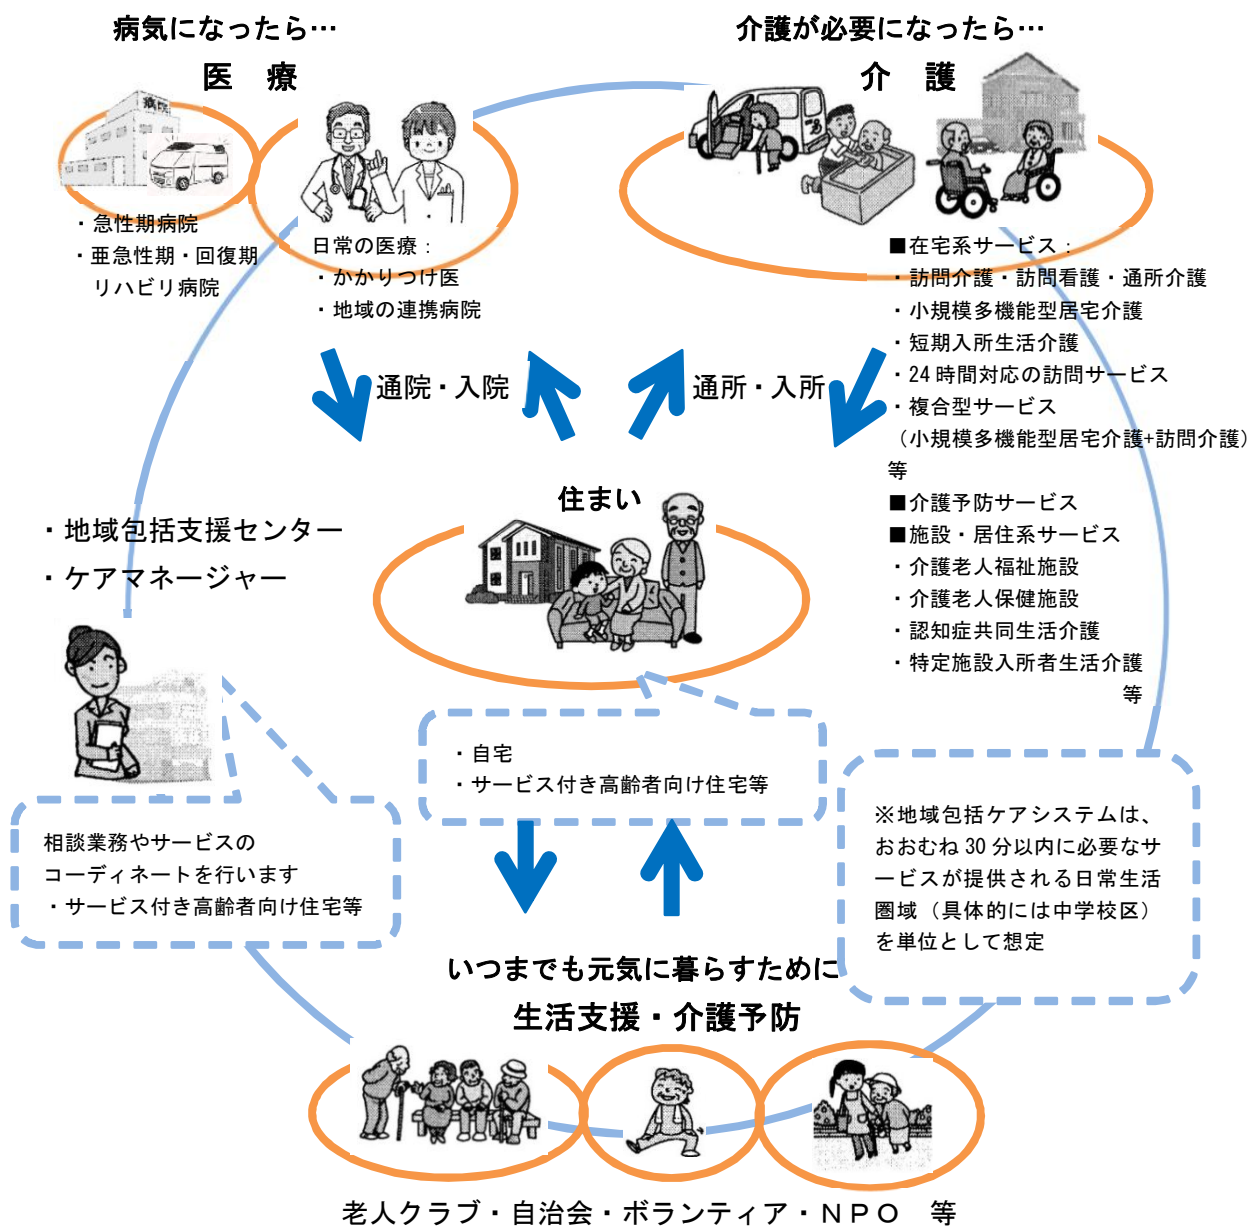 病気になったら…
医　療
病院
・急性期病院
・亜急性期・回復期
リハビリ病院
日常の医療：
・かかりつけ医
・地域の連携病院
介護が必要になったら…
介　護
■在宅系サービス：
・訪問介護・訪問看護・通所介護
・小規模多機能型居宅介護
・短期入所生活介護
・24時間対応の訪問サービス
・複合型サービス
（小規模多機能型居宅介護+訪問介護）
等
■介護予防サービス
■施設・居住系サービス
・介護老人福祉施設
・介護老人保健施設
・認知症共同生活介護
・特定施設入所者生活介護
等
通院・入院
通所・入所
住まい
・地域包括支援センター
・ケアマネージャー
・自宅
・サービス付き高齢者向け住宅等
相談業務やサービスの
コーディネートを行います
・サービス付き高齢者向け住宅等
※地域包括ケアシステムは、
おおむね30分以内に必要なサ
ービスが提供される日常生活
圏域（具体的には中学校区）
を単位として想定
いつまでも元気に暮らすために
生活支援・介護予防
老人クラブ・自治会・ボランティア・ＮＰＯ　等